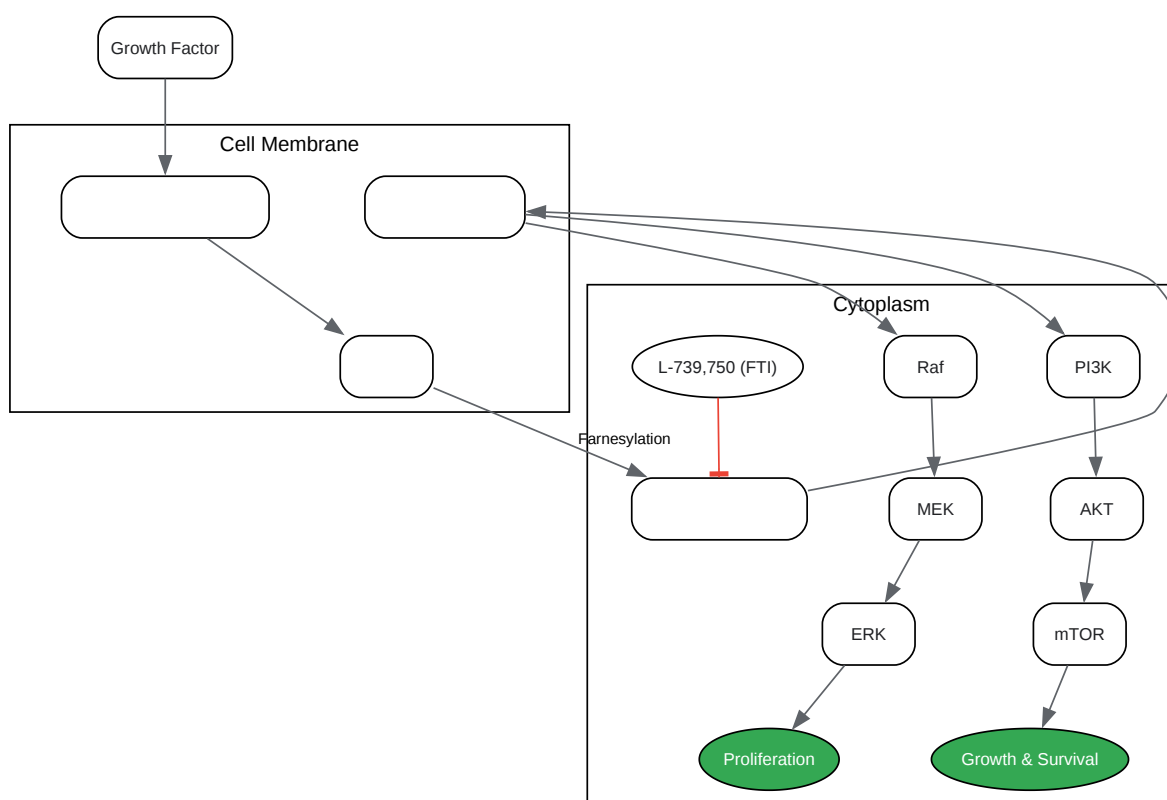 Growth Factor
Cell Membrane
Cytoplasm
L-739,750 (FTI)
Raf
PI3K
Farnesylation
MEK
AKT
ERK
mTOR
Proliferation
Growth & Survival